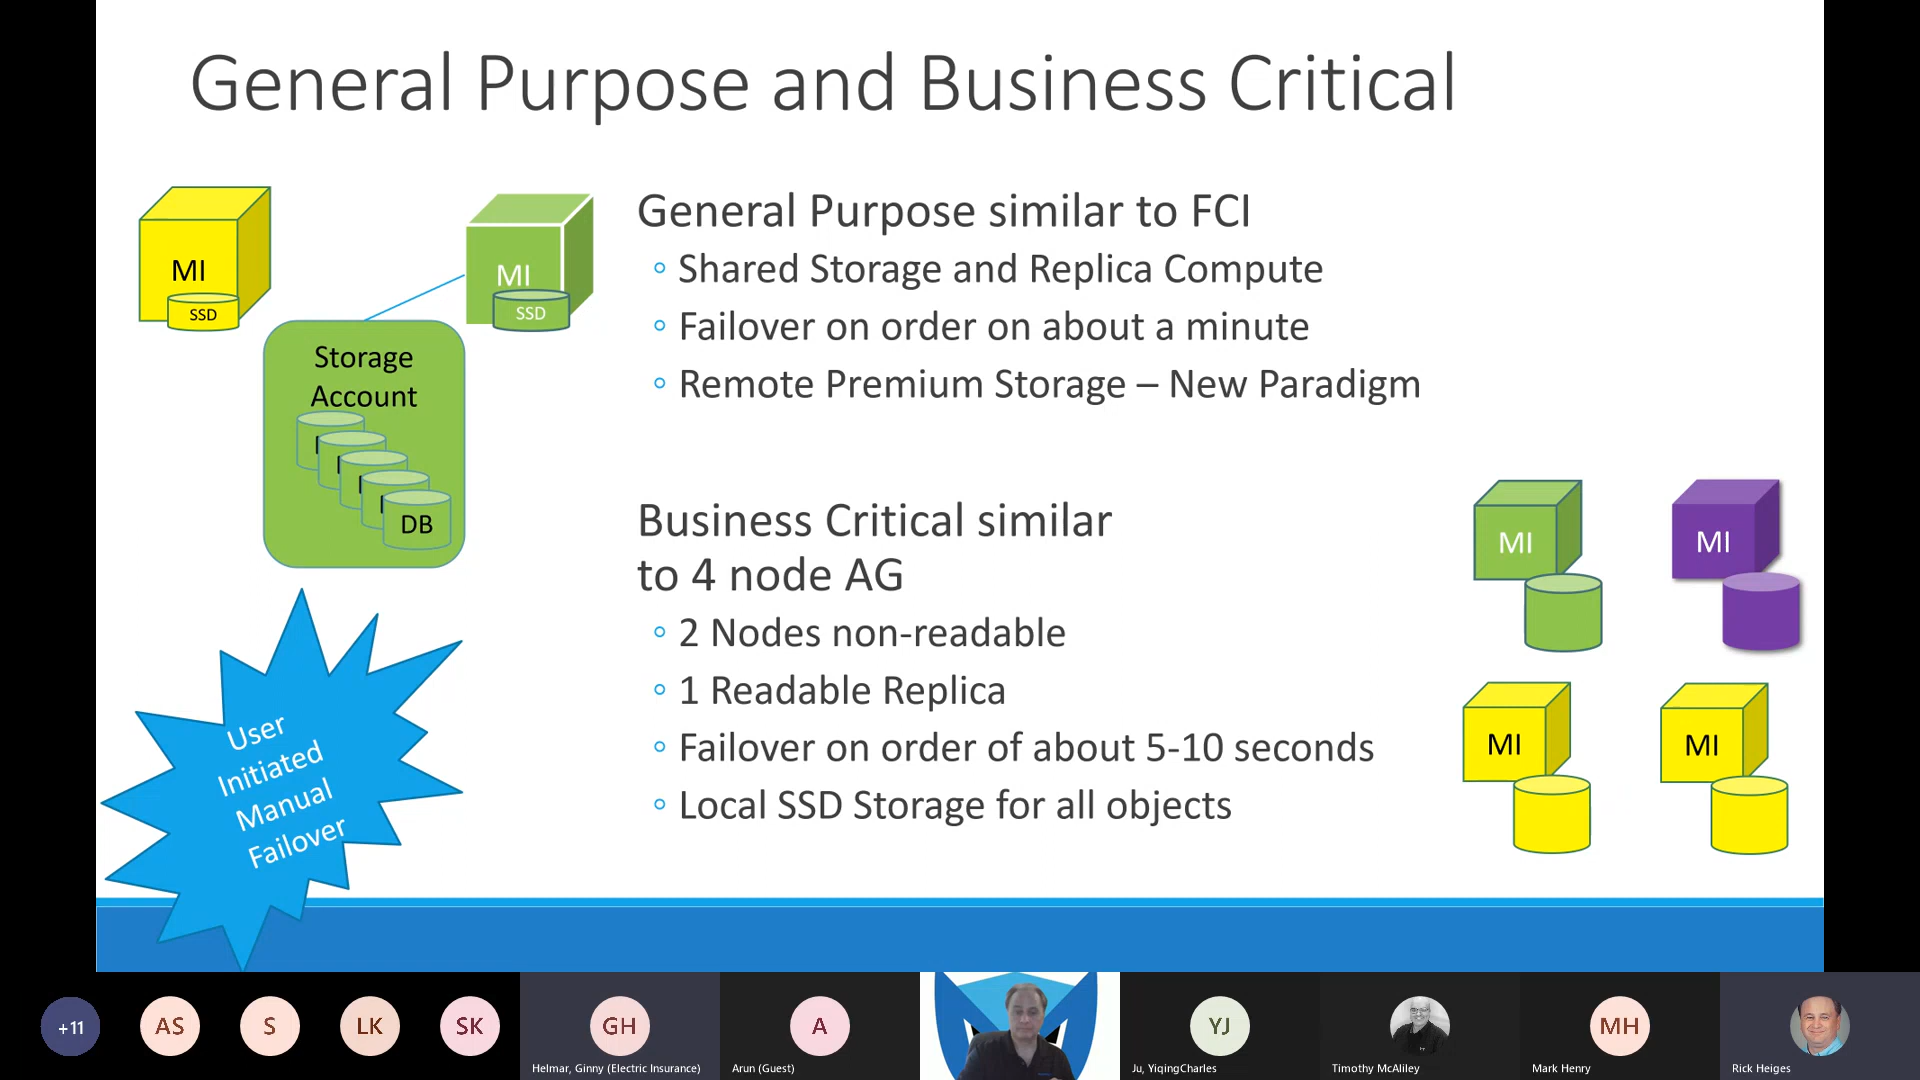 General Purpose and Business Critical
MI
SSD
MI
SSD
Storage
Account
DB
General Purpose similar to FCI
Shared Storage and Replica Compute
Failover on order on about a minute
Remote Premium Storage – New Paradigm
Business Critical similar
to 4 node AG
2 Nodes non-readable
1 Readable Replica
Failover on order of about 5-10 seconds
Local SSD Storage for all objects
MI
MI
MI
MI
User
Initiated
Manual
Failover
+11
AS
S
LK
SK
GH
Helmar, Ginny (Electric Insurance)
A
Arun (Guest)
YJ
Ju, YiqingCharles
Timothy McAliley
MH
Mark Henry
Rick Heiges